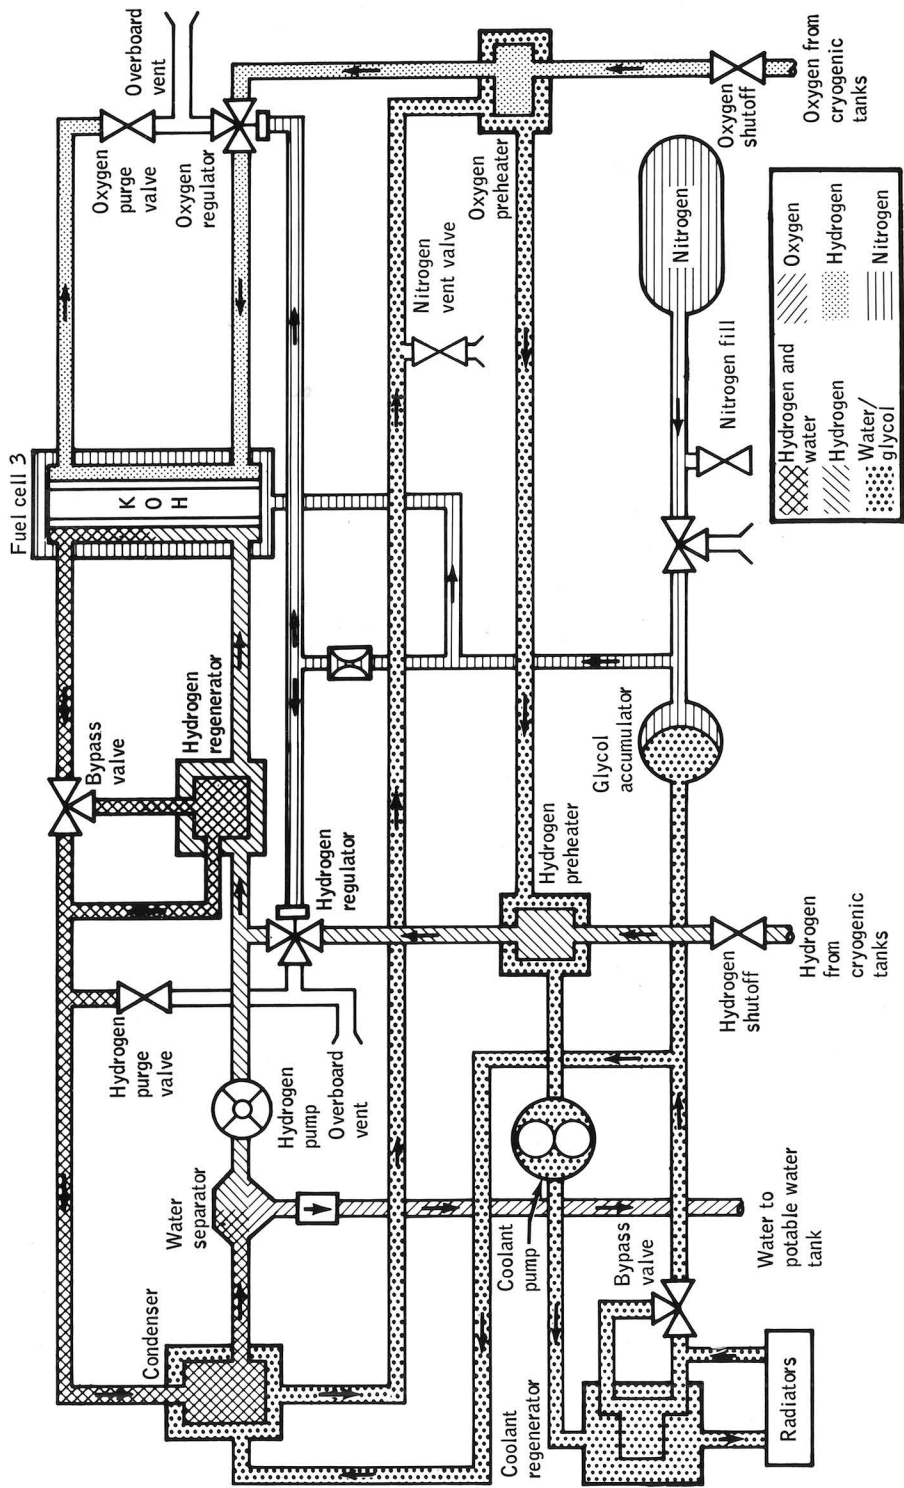 Fuel cell 3
K
O
H
Overboard
vent
Oxygen
purge
valve
Oxygen
regulator
Bypass
valve
Hydrogen
regenerator
Hydrogen
regulator
Hydrogen
purge
valve
Hydrogen
pump
Overboard
vent
Water
separator
Condenser
Nitrogen
vent valve
Oxygen
preheater
Oxygen
shutoff
Oxygen from
cryogenic
tanks
Nitrogen
Nitrogen fill
Glycol
accumulator
Hydrogen
preheater
Hydrogen
shutoff
Hydrogen
from
cryogenic
tanks
Coolant
pump
Bypass
valve
Water to
potable water
tank
Coolant
regenerator
Radiators
Hydrogen and
water
Oxygen
Hydrogen
Hydrogen
Water/
glycol
Nitrogen